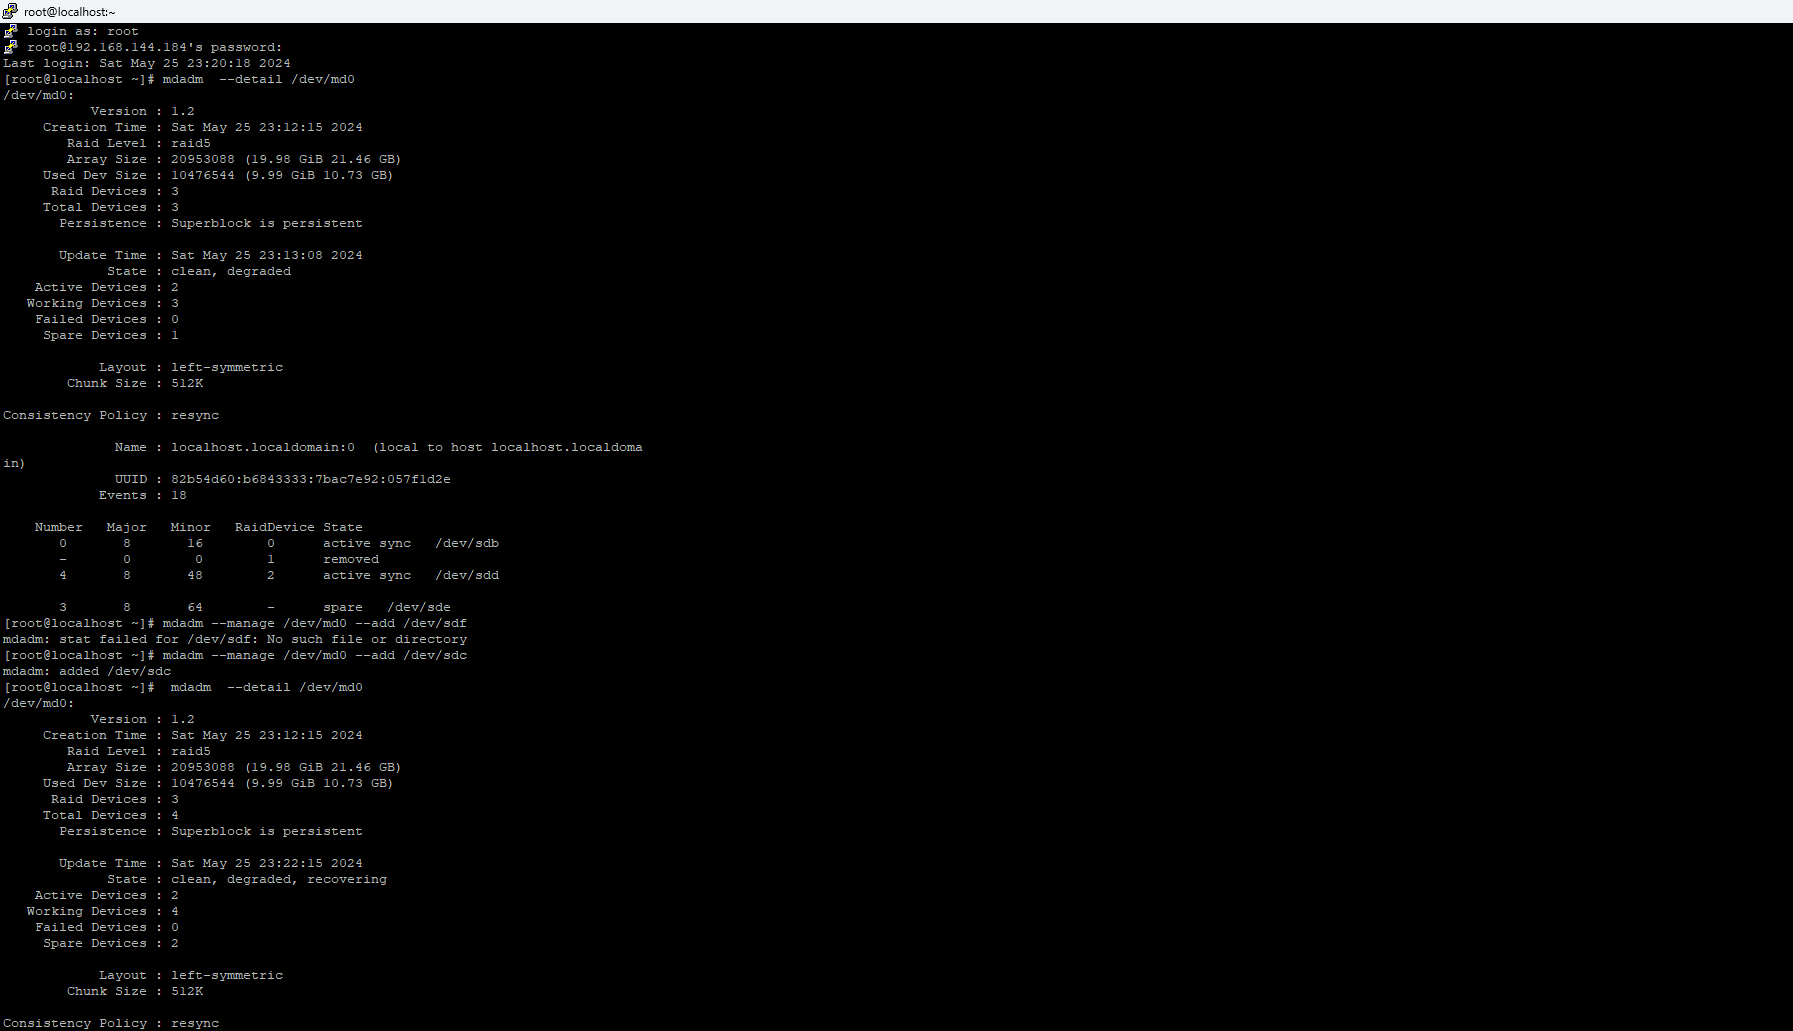 root@localhost:~
login as: root
root@192.168.144.184's password:
Last login: Sat May 25 23:20:18 2024
[root@localhost ~]# mdadm  --detail /dev/md0
/dev/md0:
           Version : 1.2
     Creation Time : Sat May 25 23:12:15 2024
        Raid Level : raid5
        Array Size : 20953088 (19.98 GiB 21.46 GB)
     Used Dev Size : 10476544 (9.99 GiB 10.73 GB)
      Raid Devices : 3
     Total Devices : 3
       Persistence : Superblock is persistent

       Update Time : Sat May 25 23:13:08 2024
             State : clean, degraded
    Active Devices : 2
   Working Devices : 3
    Failed Devices : 0
     Spare Devices : 1

            Layout : left-symmetric
        Chunk Size : 512K

Consistency Policy : resync

              Name : localhost.localdomain:0  (local to host localhost.localdoma
in)
              UUID : 82b54d60:b6843333:7bac7e92:057f1d2e
            Events : 18

    Number   Major   Minor   RaidDevice State
       0       8       16        0      active sync   /dev/sdb
       -       0        0        1      removed
       4       8       48        2      active sync   /dev/sdd

       3       8       64        -      spare   /dev/sde
[root@localhost ~]# mdadm --manage /dev/md0 --add /dev/sdf
mdadm: stat failed for /dev/sdf: No such file or directory
[root@localhost ~]# mdadm --manage /dev/md0 --add /dev/sdc
mdadm: added /dev/sdc
[root@localhost ~]#  mdadm  --detail /dev/md0
/dev/md0:
           Version : 1.2
     Creation Time : Sat May 25 23:12:15 2024
        Raid Level : raid5
        Array Size : 20953088 (19.98 GiB 21.46 GB)
     Used Dev Size : 10476544 (9.99 GiB 10.73 GB)
      Raid Devices : 3
     Total Devices : 4
       Persistence : Superblock is persistent

       Update Time : Sat May 25 23:22:15 2024
             State : clean, degraded, recovering
    Active Devices : 2
   Working Devices : 4
    Failed Devices : 0
     Spare Devices : 2

            Layout : left-symmetric
        Chunk Size : 512K

Consistency Policy : resync